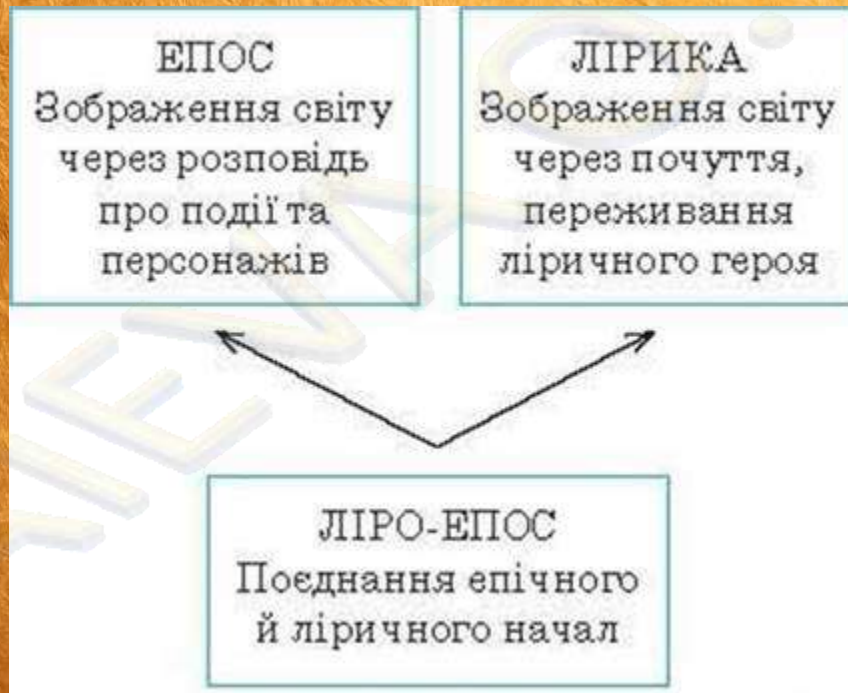 ЕПОС
Зображення світу
через розповідь
про події та
персонажів
ЛІРИКА
Зображення світу
через почуття,
переживання
ліричного героя
ЛІРО-ЕПОС
Поєднання епічного
й ліричного начал